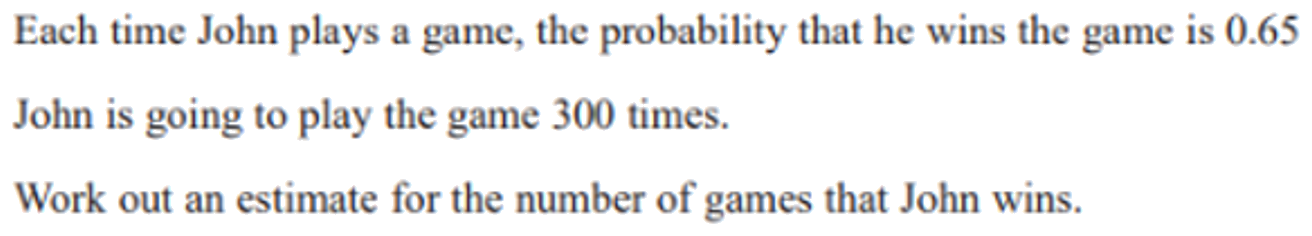 Each time John plays a game, the probability that he wins the game is 0.65
John is going to play the game 300 times.
Work out an estimate for the number of games that John wins.